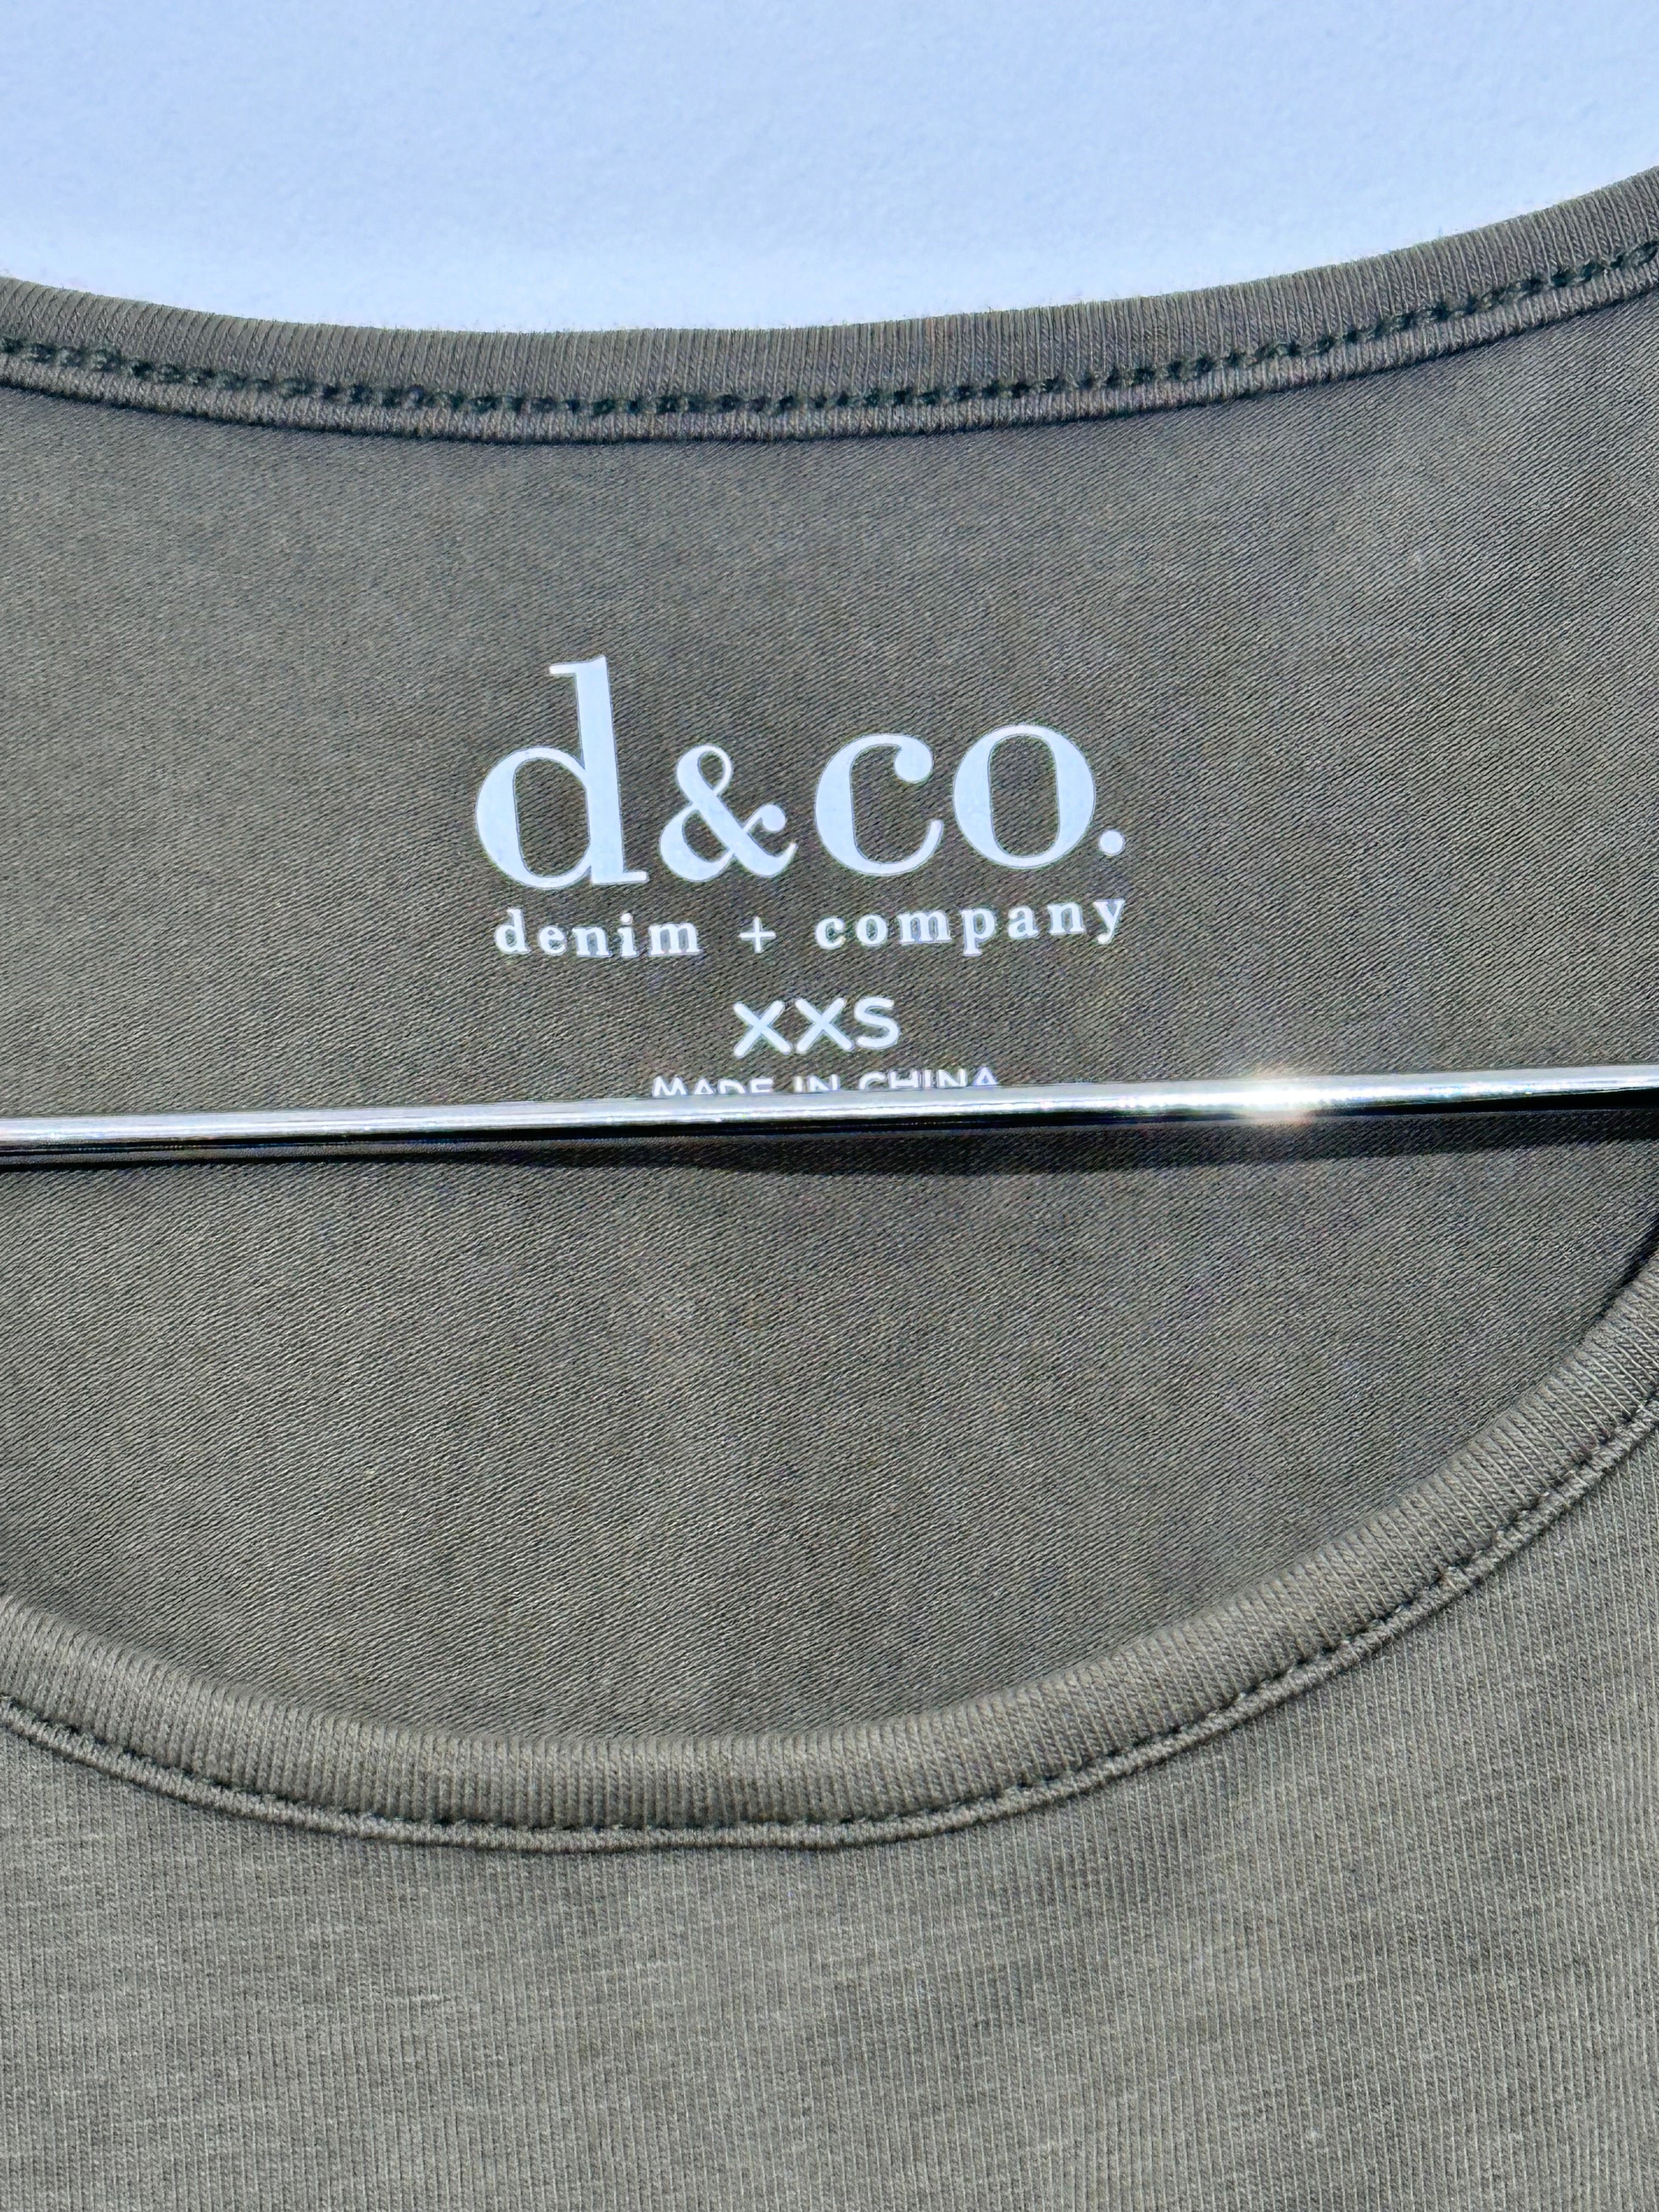 d&co.
denim + company
XXS
MADE IN CHINA